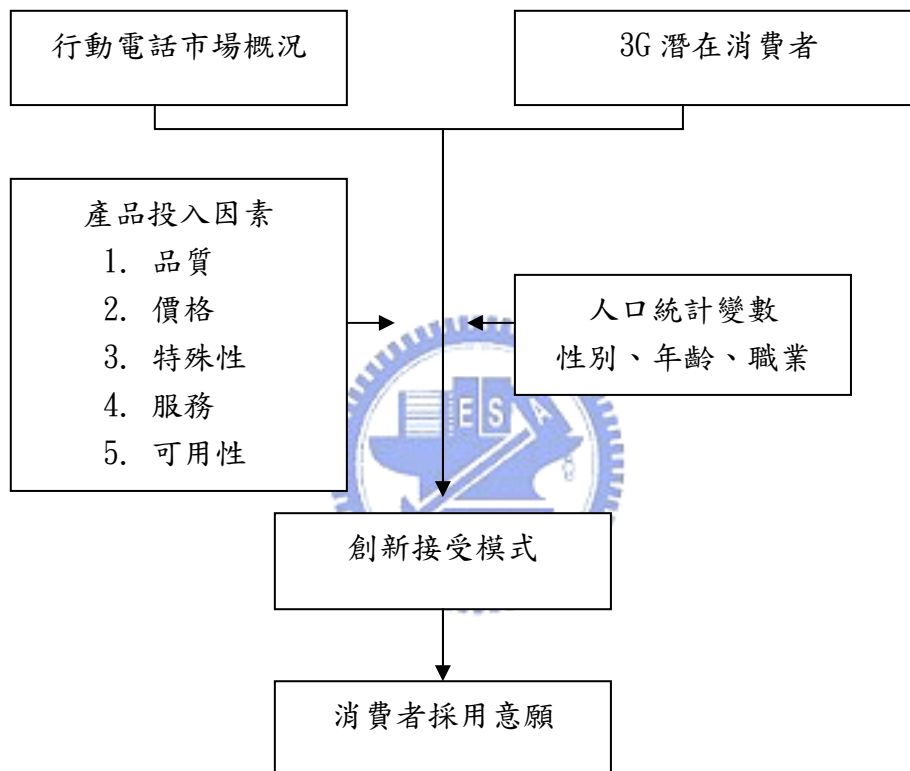 行動電話市場概況
3G 潛在消費者
產品投入因素
1. 品質
2. 價格
3. 特殊性
4. 服務
5. 可用性
人口統計變數
性別、年齡、職業
E S A
創新接受模式
消費者採用意願